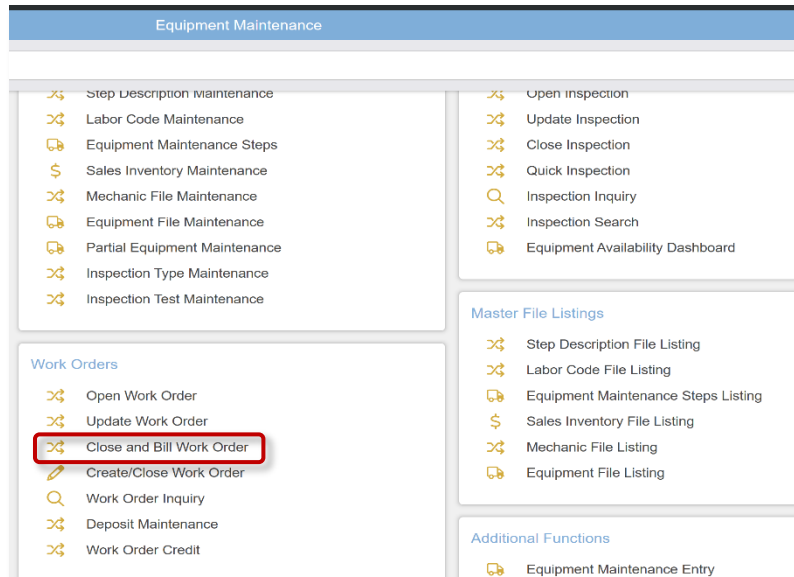 Equipment Maintenance
Step Description Maintenance
Labor Code Maintenance
Equipment Maintenance Steps
Sales Inventory Maintenance
Mechanic File Maintenance
Equipment File Maintenance
Partial Equipment Maintenance
Inspection Type Maintenance
Inspection Test Maintenance
Work Orders
Open Work Order
Update Work Order
Close and Bill Work Order
Create/Close Work Order
Work Order Inquiry
Deposit Maintenance
Work Order Credit
Open Inspection
Update Inspection
Close Inspection
Quick Inspection
Inspection Inquiry
Inspection Search
Equipment Availability Dashboard
Master File Listings
Step Description File Listing
Labor Code File Listing
Equipment Maintenance Steps Listing
Sales Inventory File Listing
Mechanic File Listing
Equipment File Listing
Additional Functions
Equipment Maintenance Entry